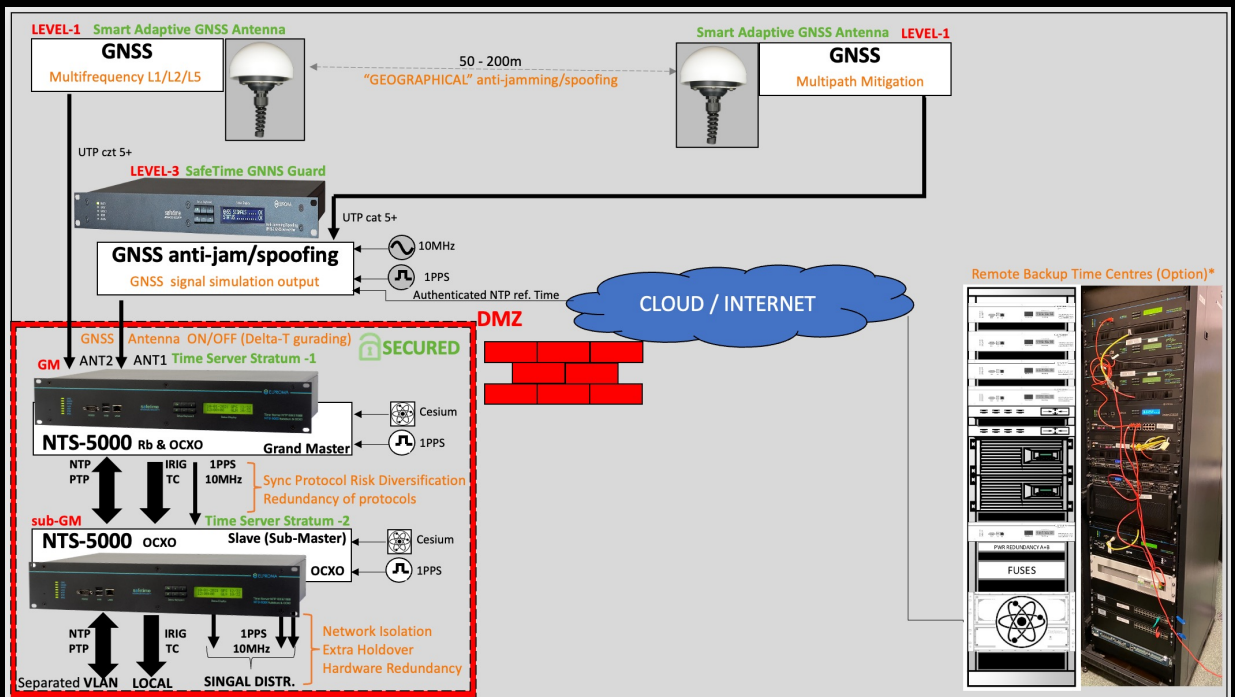 LEVEL-1 Smart Adaptive GNSS Antenna
GNSS
Multifrequency L1/L2/L5
50 - 200m
“GEOGRAPHICAL” anti-jamming/spoofing
Smart Adaptive GNSS Antenna LEVEL-1
GNSS
Multipath Mitigation
UTP czt 5+
LEVEL-3 SafeTime GNNS Guard
UTP cat 5+
GNSS anti-jam/spoofing
GNSS signal simulation output
10MHz
1PPS
Authenticated NTP ref. Time
CLOUD / INTERNET
Remote Backup Time Centres (Option)*
DMZ
GNSS Antenna ON/OFF (Delta-T gurading)
SECURED
GM ANT2 ANT1 Time Server Stratum -1
NTS-5000 Rb & OCXO
Grand Master
Cesium
1PPS
NTP
PTP
IRIG
TC
1PPS
10MHz
Sync Protocol Risk Diversification
Redundancy of protocols
sub-GM
Time Server Stratum -2
NTS-5000 OCXO
Slave (Sub-Master)
OCXO
Cesium
1PPS
NTP
PTP
IRIG
TC
1PPS
10MHz
Network Isolation
Extra Holdover
Hardware Redundancy
Separated VLAN
LOCAL
SINGAL DISTR.
PWR REDUNDANCY A+B
FUSES